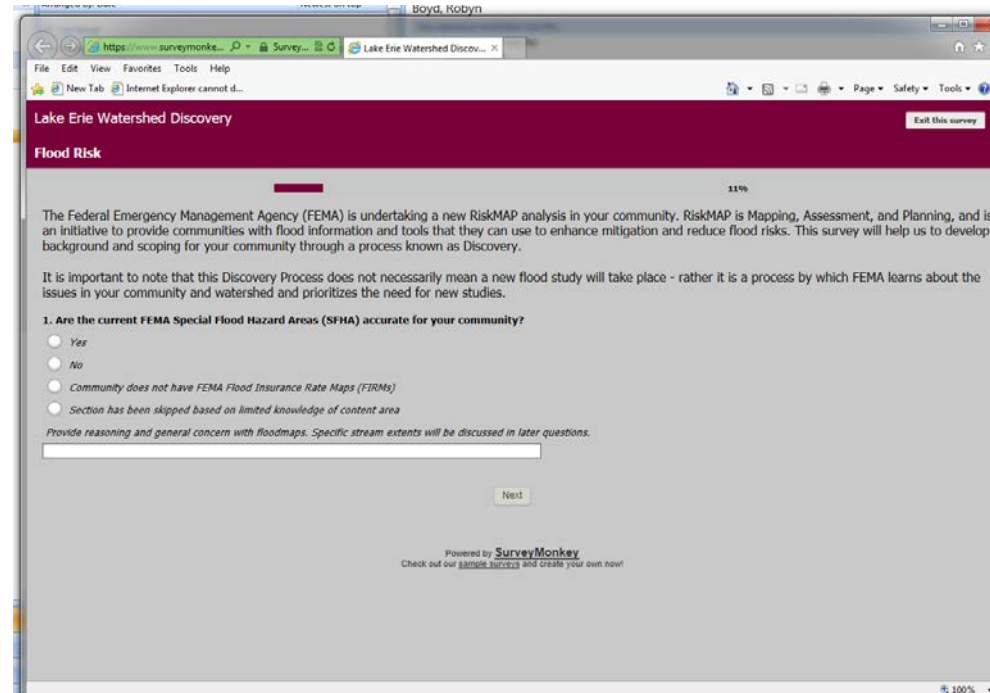 Arranged By: Date
Newest on top
Boyd, Robyn
https://www.surveymonke...
Survey...
Lake Erie Watershed Discov...
File Edit View Favorites Tools Help
New Tab Internet Explorer cannot d...
Page Safety Tools
Lake Erie Watershed Discovery
Exit this survey
Flood Risk
11%
The Federal Emergency Management Agency (FEMA) is undertaking a new RiskMAP analysis in your community. RiskMAP is Mapping, Assessment, and Planning, and is
an initiative to provide communities with flood information and tools that they can use to enhance mitigation and reduce flood risks. This survey will help us to develop
background and scoping for your community through a process known as Discovery.
It is important to note that this Discovery Process does not necessarily mean a new flood study will take place - rather it is a process by which FEMA learns about the
issues in your community and watershed and prioritizes the need for new studies.
1. Are the current FEMA Special Flood Hazard Areas (SFHA) accurate for your community?
Yes
No
Community does not have FEMA Flood Insurance Rate Maps (FIRMs)
Section has been skipped based on limited knowledge of content area
Provide reasoning and general concern with floodmaps. Specific stream extents will be discussed in later questions.
Next
Powered by SurveyMonkey
Check out our sample surveys and create your own now!
100%